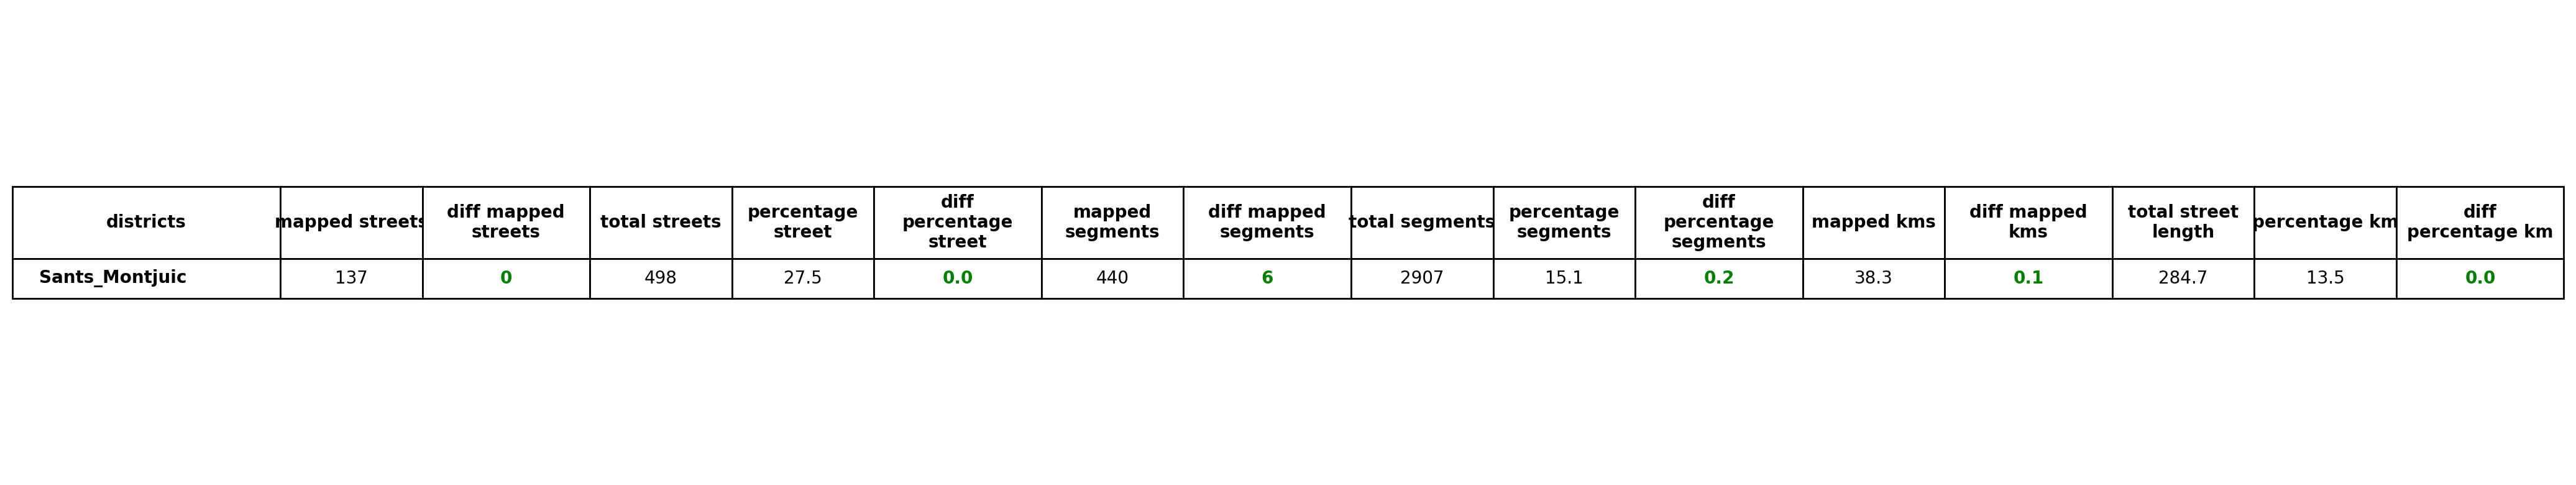 districts
mapped streets
diff mapped
streets
total streets
percentage
street
diff
percentage
street
mapped
segments
diff mapped
segments
total segments
percentage
segments
diff
percentage
segments
mapped kms
diff mapped
kms
total street
length
percentage km
diff
percentage km
Sants_Montjuic 137 0 498 27.5 0.0 440 6 2907 15.1 0.2 38.3 0.1 284.7 13.5 0.0